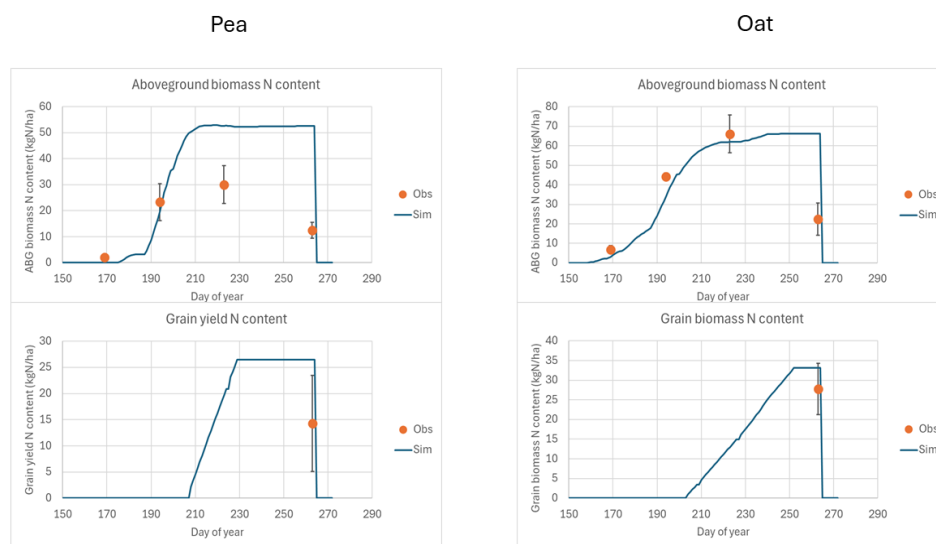 Pea
Oat
Aboveground biomass N content
ABG biomass N content (kgN/ha)
60
50
40
30
20
10
0
150 170 190 210 230 250 270 290
Day of year
Obs
Sim
Aboveground biomass N content
ABG biomass N content (kgN/ha)
80
70
60
50
40
30
20
10
0
150 170 190 210 230 250 270 290
Day of year
Obs
Sim
Grain yield N content
Grain yield N content (kgN/ha)
30
25
20
15
10
5
0
150 170 190 210 230 250 270 290
Day of year
Obs
Sim
Grain biomass N content
Grain biomass N content (kgN/ha)
40
35
30
25
20
15
10
5
0
150 170 190 210 230 250 270 290
Day of year
Obs
Sim